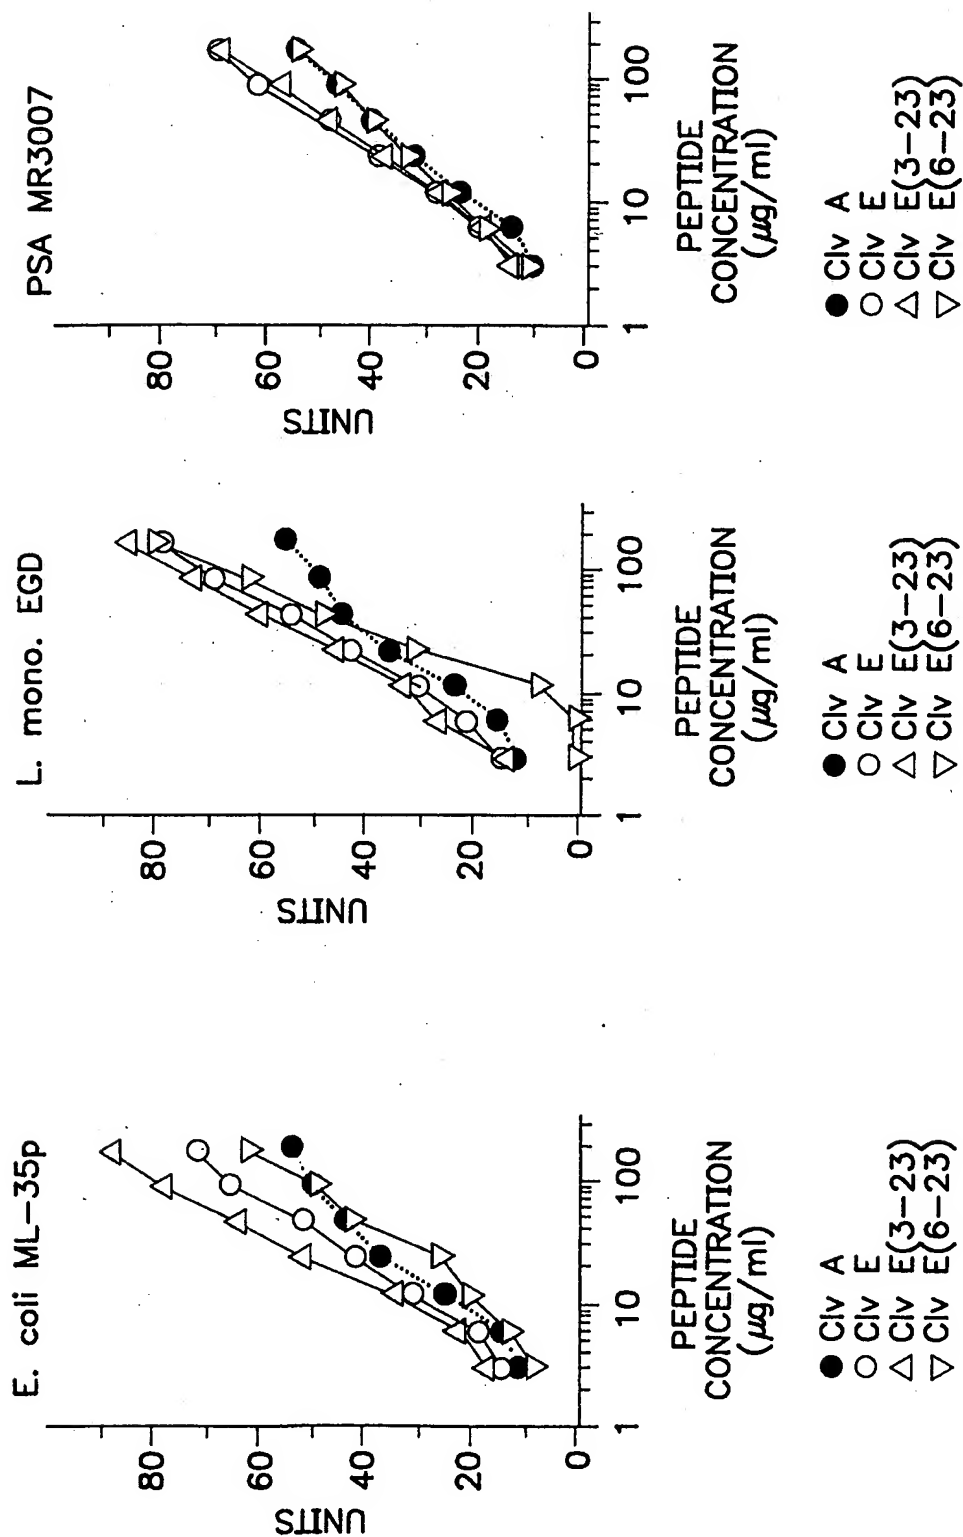 E. coli ML-35p
UNITS
80
60
40
20
0
1
10
100
PEPTIDE
CONCENTRATION
(µg/ml)
● Clv A
○ Clv E
△ Clv E(3-23)
▽ Clv E(6-23)
L. mono. EGD
UNITS
80
60
40
20
0
1
10
100
PEPTIDE
CONCENTRATION
(µg/ml)
● Clv A
○ Clv E
△ Clv E(3-23)
▽ Clv E(6-23)
PSA MR3007
UNITS
80
60
40
20
0
1
10
100
PEPTIDE
CONCENTRATION
(µg/ml)
● Clv A
○ Clv E
△ Clv E(3-23)
▽ Clv E(6-23)